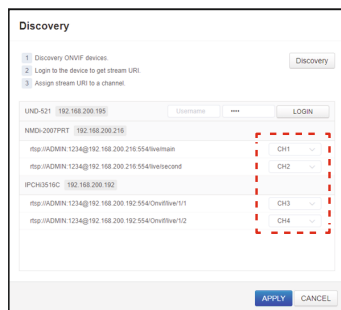 Discovery
1 Discovery ONVIF devices.
2 Login to the device to get stream URI.
3 Assign stream URI to a channel.
Discovery
UND-521 192.168.200.195 Username •••• LOGIN
NMDi-2007PRT 192.168.200.216
rtsp://ADMIN:1234@192.168.200.216:554/live/main CH1
rtsp://ADMIN:1234@192.168.200.216:554/live/second CH2
IPCHi3516C 192.168.200.192
rtsp://ADMIN:1234@192.168.200.192:554/Onvif/live/1/1 CH3
rtsp://ADMIN:1234@192.168.200.192:554/Onvif/live/1/2 CH4
APPLY CANCEL